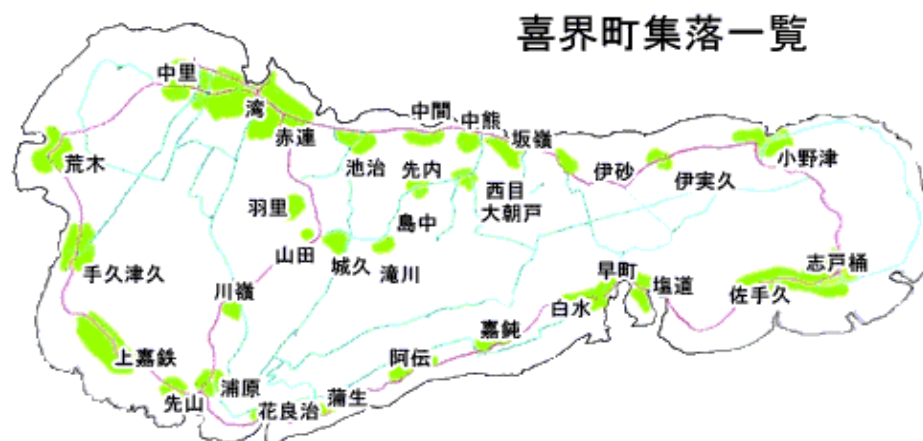 喜界町集落一覧
中里
湾
赤連
中間
中熊
坂嶺
荒木
池治
先内
西目
大朝戸
伊砂
伊実久
小野津
羽里
島中
山田
城久
滝川
手久津久
川嶺
早町
塩道
志戸桶
佐手久
白水
嘉鈍
上嘉鉄
阿伝
先山
浦原
花良治
蒲生